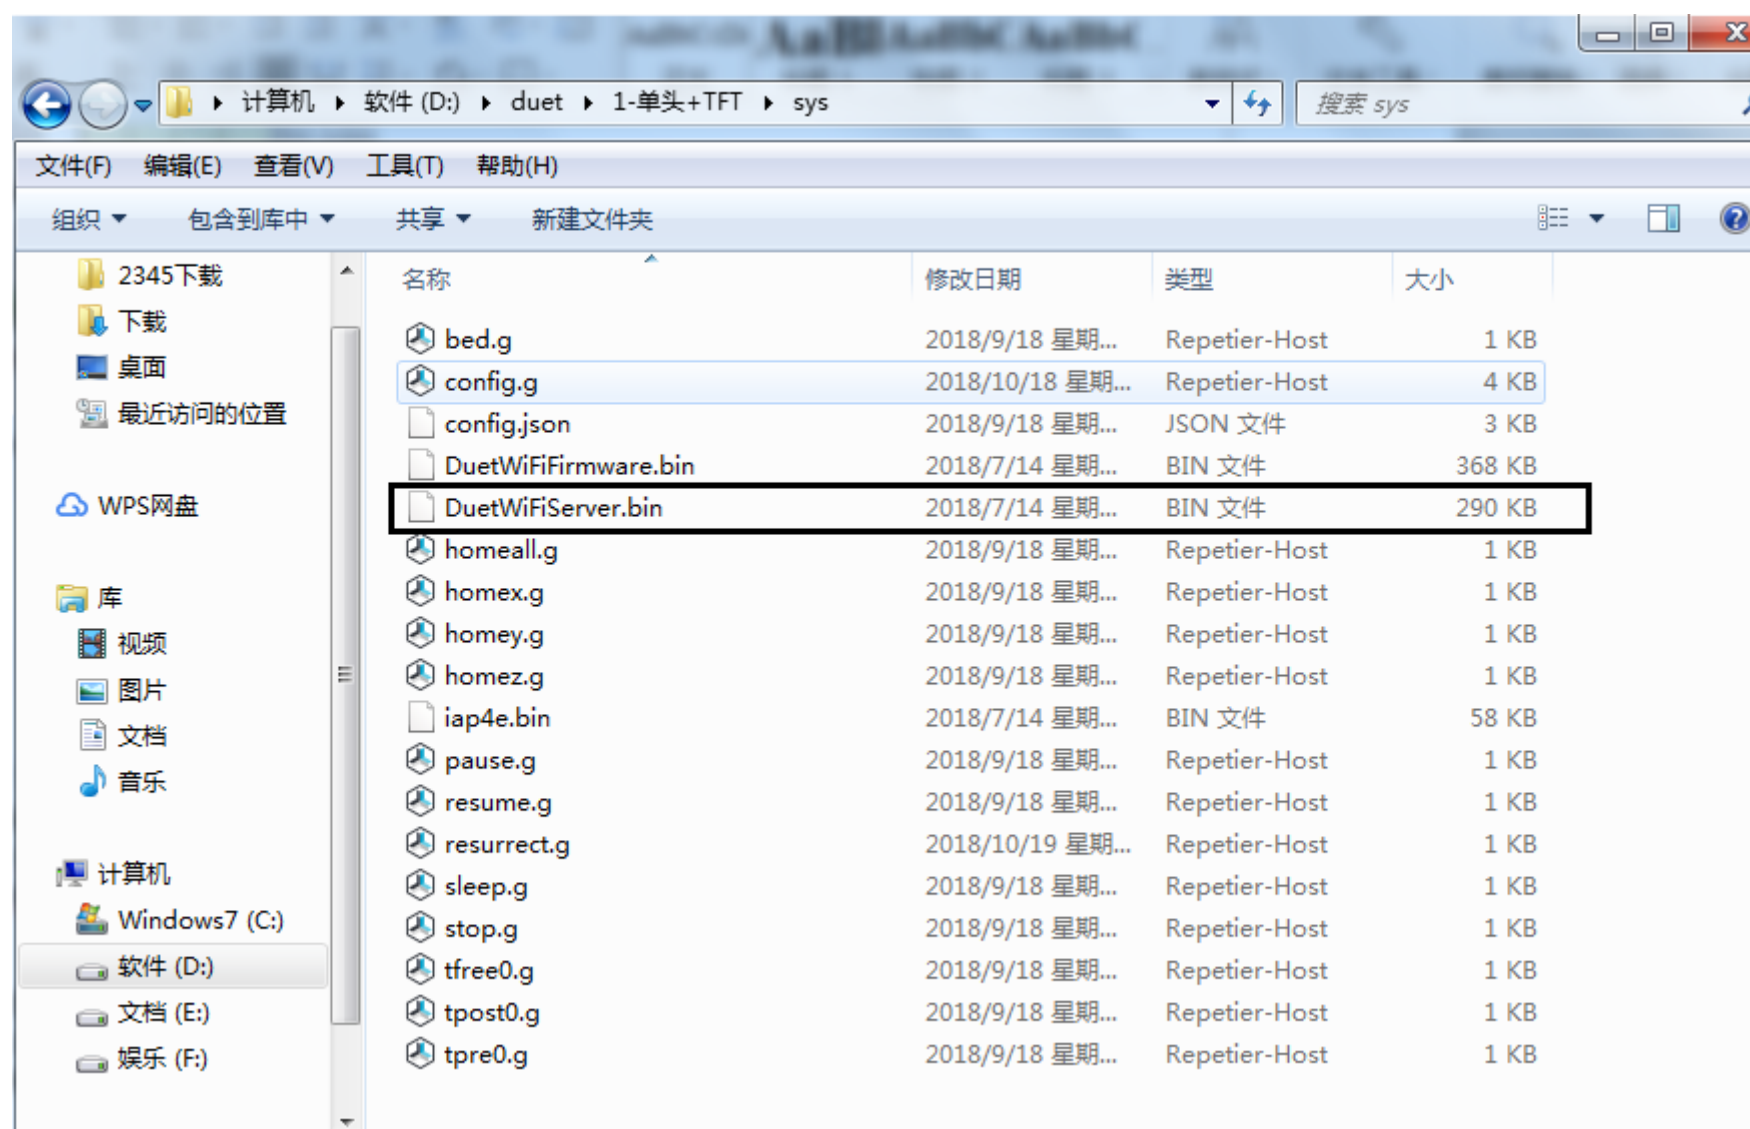 计算机 软件 (D:) duet 1-单头+TFT sys 搜索 sys
文件(F) 编辑(E) 查看(V) 工具(T) 帮助(H)
组织 包含到库中 共享 新建文件夹
2345下载
下载
桌面
最近访问的位置
WPS网盘
库
视频
图片
文档
音乐
计算机
Windows7 (C:)
软件 (D:)
文档 (E:)
娱乐 (F:)
名称 修改日期 类型 大小
bed.g 2018/9/18 星期... Repetier-Host 1 KB
config.g 2018/10/18 星期... Repetier-Host 4 KB
config.json 2018/9/18 星期... JSON 文件 3 KB
DuetWiFiFirmware.bin 2018/7/14 星期... BIN 文件 368 KB
DuetWiFiServer.bin 2018/7/14 星期... BIN 文件 290 KB
homeall.g 2018/9/18 星期... Repetier-Host 1 KB
homex.g 2018/9/18 星期... Repetier-Host 1 KB
homey.g 2018/9/18 星期... Repetier-Host 1 KB
homez.g 2018/9/18 星期... Repetier-Host 1 KB
iap4e.bin 2018/7/14 星期... BIN 文件 58 KB
pause.g 2018/9/18 星期... Repetier-Host 1 KB
resume.g 2018/9/18 星期... Repetier-Host 1 KB
resurrect.g 2018/10/19 星期... Repetier-Host 1 KB
sleep.g 2018/9/18 星期... Repetier-Host 1 KB
stop.g 2018/9/18 星期... Repetier-Host 1 KB
tfree0.g 2018/9/18 星期... Repetier-Host 1 KB
tpost0.g 2018/9/18 星期... Repetier-Host 1 KB
tpre0.g 2018/9/18 星期... Repetier-Host 1 KB